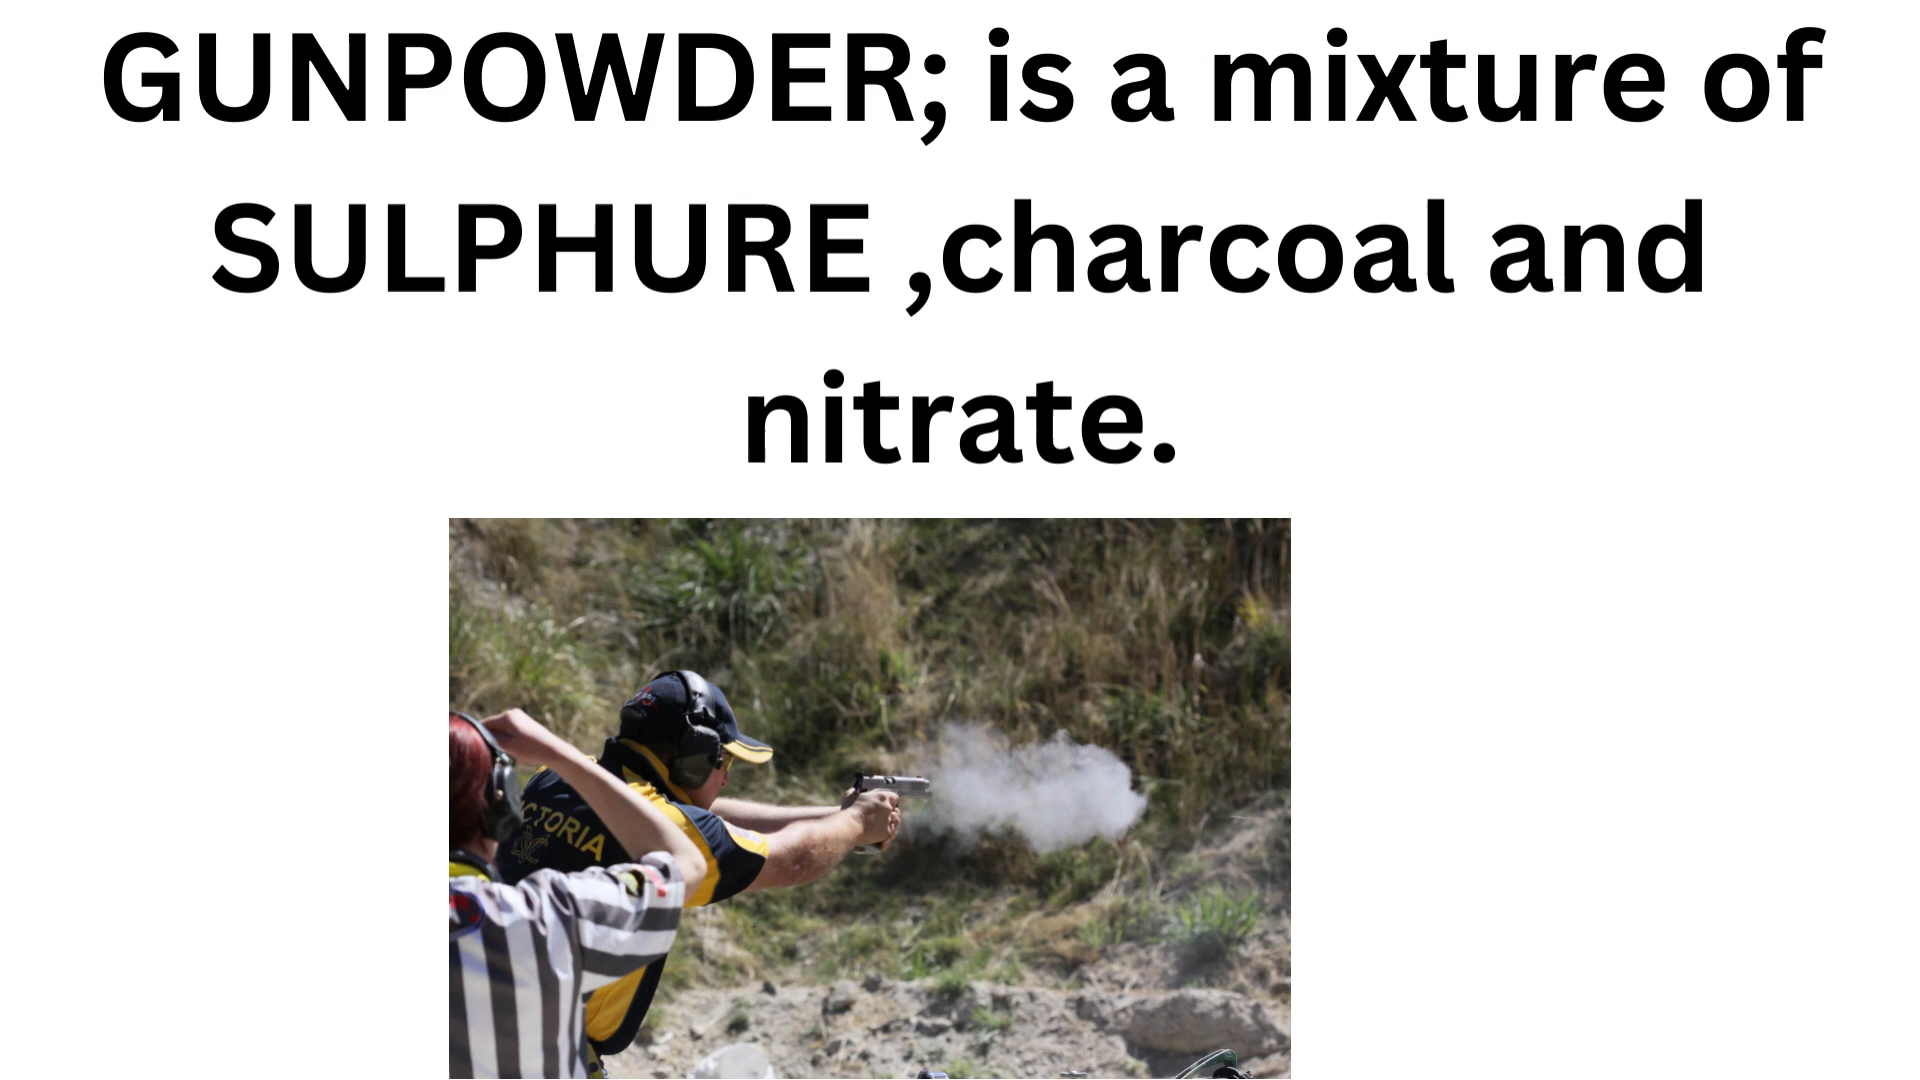 GUNPOWDER; is a mixture of
SULPHURE ,charcoal and
nitrate.
CTORIA